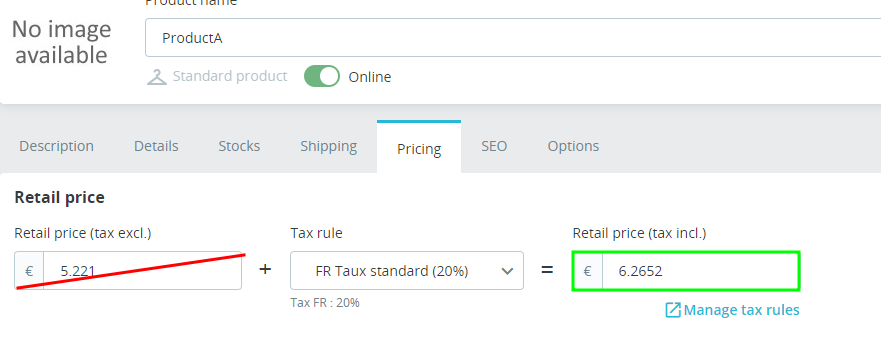 Product name
No image
available
ProductA
Standard product
Online
Description
Details
Stocks
Shipping
Pricing
SEO
Options
Retail price
Retail price (tax excl.)
Tax rule
Retail price (tax incl.)
€ 5.221
+
FR Taux standard (20%)
=
€ 6.2652
Tax FR : 20%
Manage tax rules